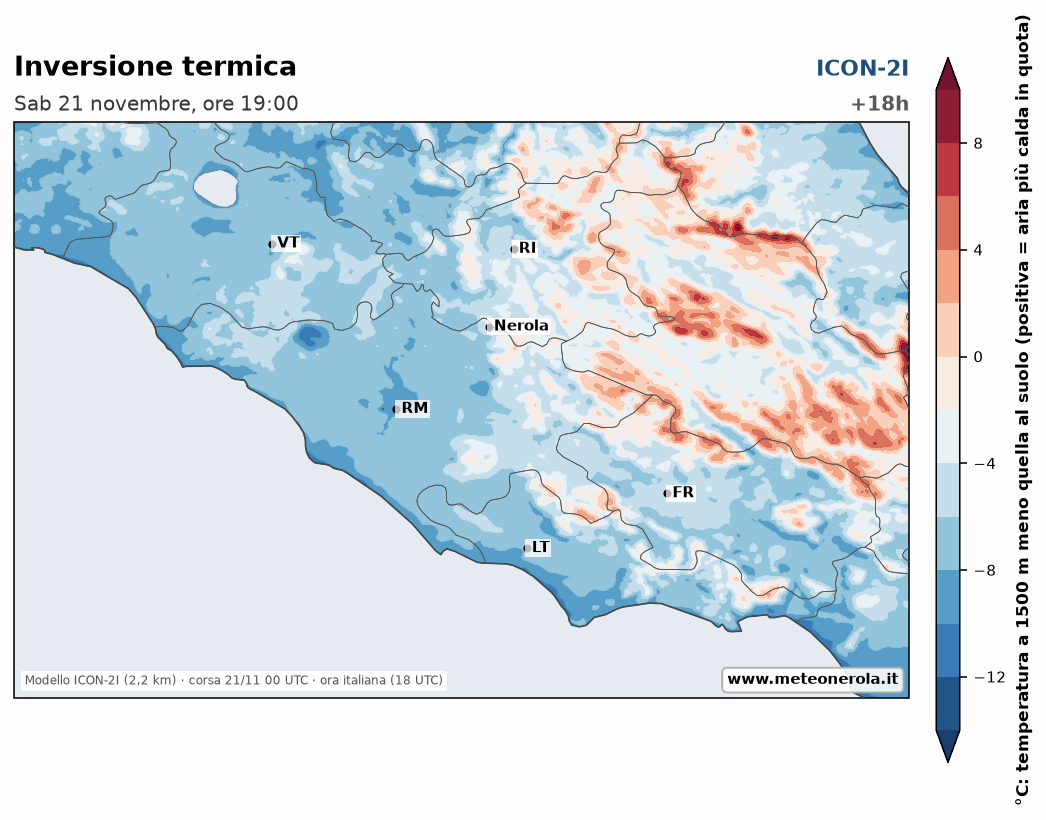 Inversione termica
ICON-2I
Sab 21 novembre, ore 19:00
+18h
VT
RI
Nerola
RM
FR
LT
Modello ICON-2I (2,2 km) · corsa 21/11 00 UTC · ora italiana (18 UTC)
www.meteonerola.it
8
4
0
−4
−8
−12
°C: temperatura a 1500 m meno quella al suolo (positiva = aria più calda in quota)